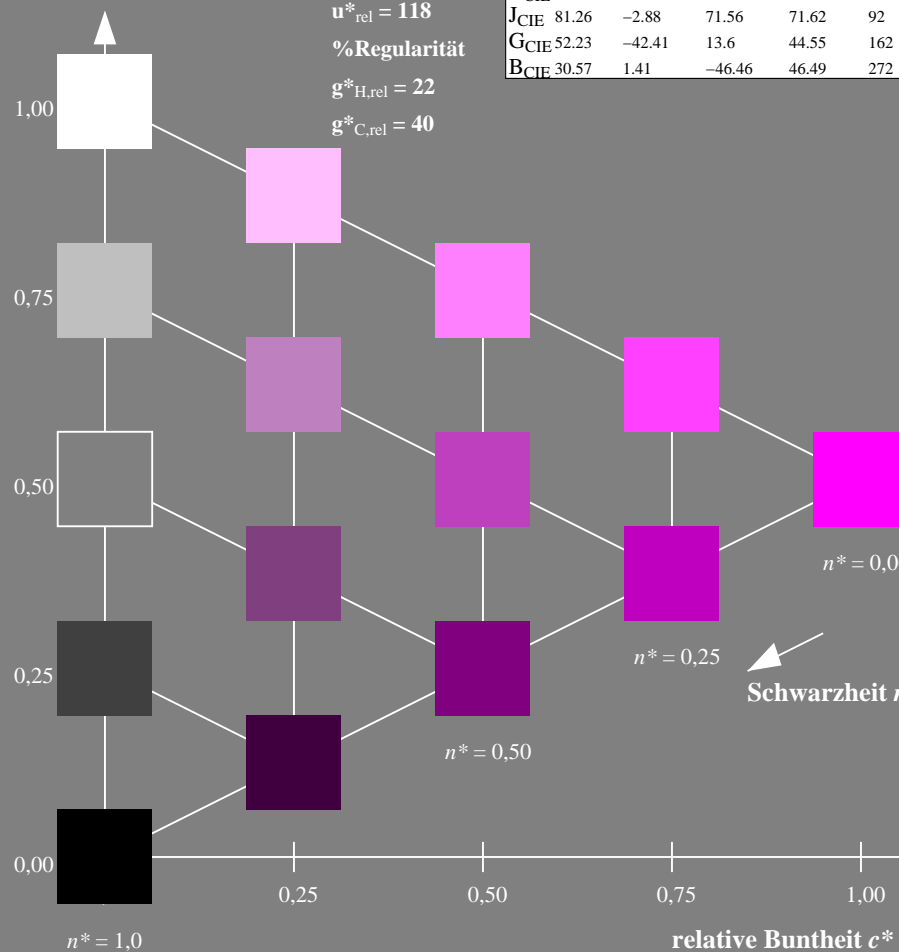 u*rel = 118
%Regularität
g*H,rel = 22
g*C,rel = 40
JCIE 81.26 −2.88 71.56 71.62 92
GCIE 52.23 −42.41 13.6 44.55 162
BCIE 30.57 1.41 −46.46 46.49 272
1,00
0,75
0,50
n* = 0,0
0,25
n* = 0,25
Schwarzheit
n* = 0,50
0,00
0,25 0,50 0,75 1,00
n* = 1,0
relative Buntheit c*